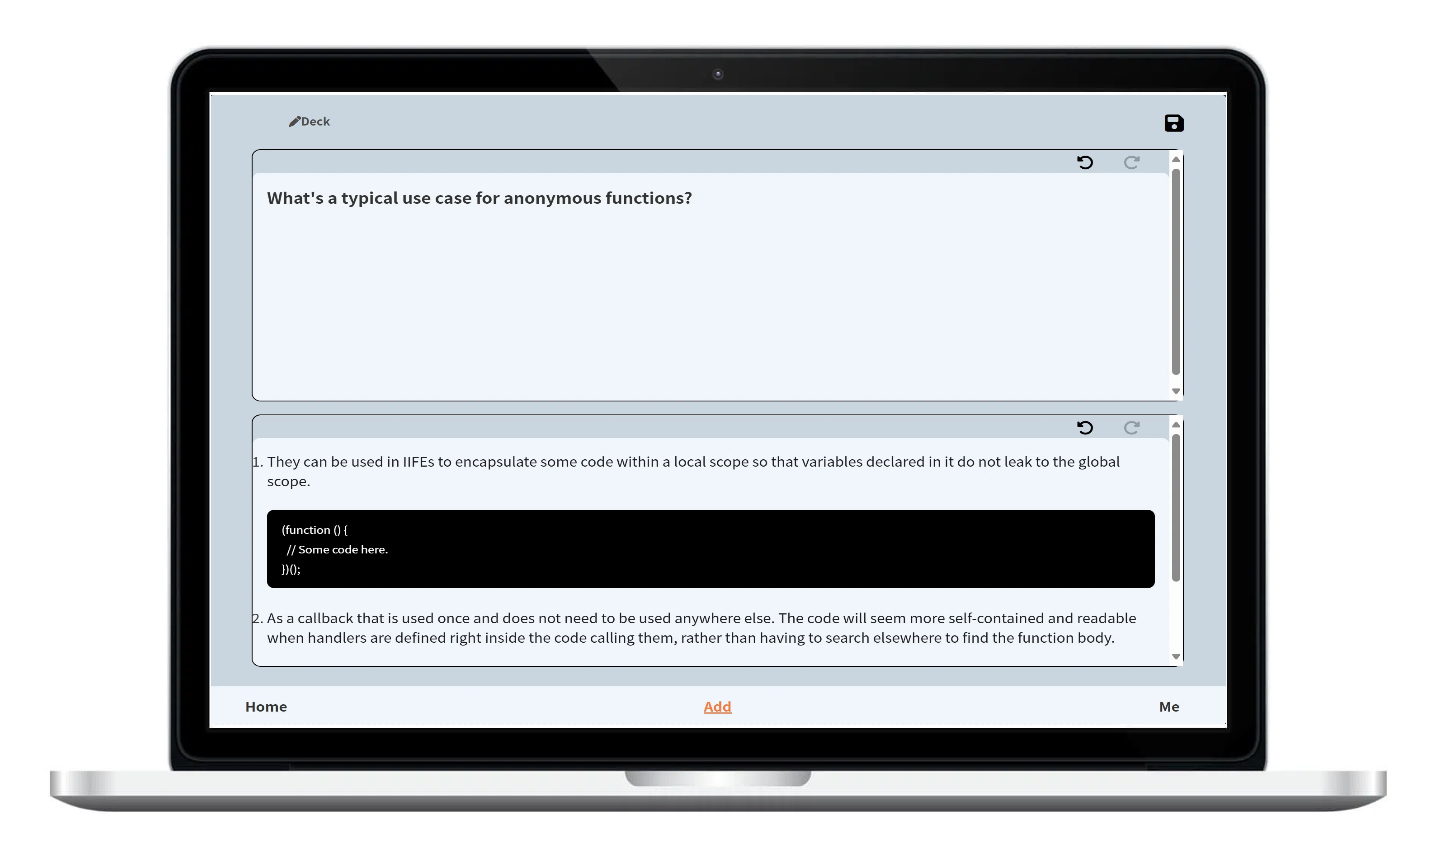 Deck
What's a typical use case for anonymous functions?
1. They can be used in IIFEs to encapsulate some code within a local scope so that variables declared in it do not leak to the global
scope.
(function () {
// Some code here.
})();
2. As a callback that is used once and does not need to be used anywhere else. The code will seem more self-contained and readable
when handlers are defined right inside the code calling them, rather than having to search elsewhere to find the function body.
Home Add Me